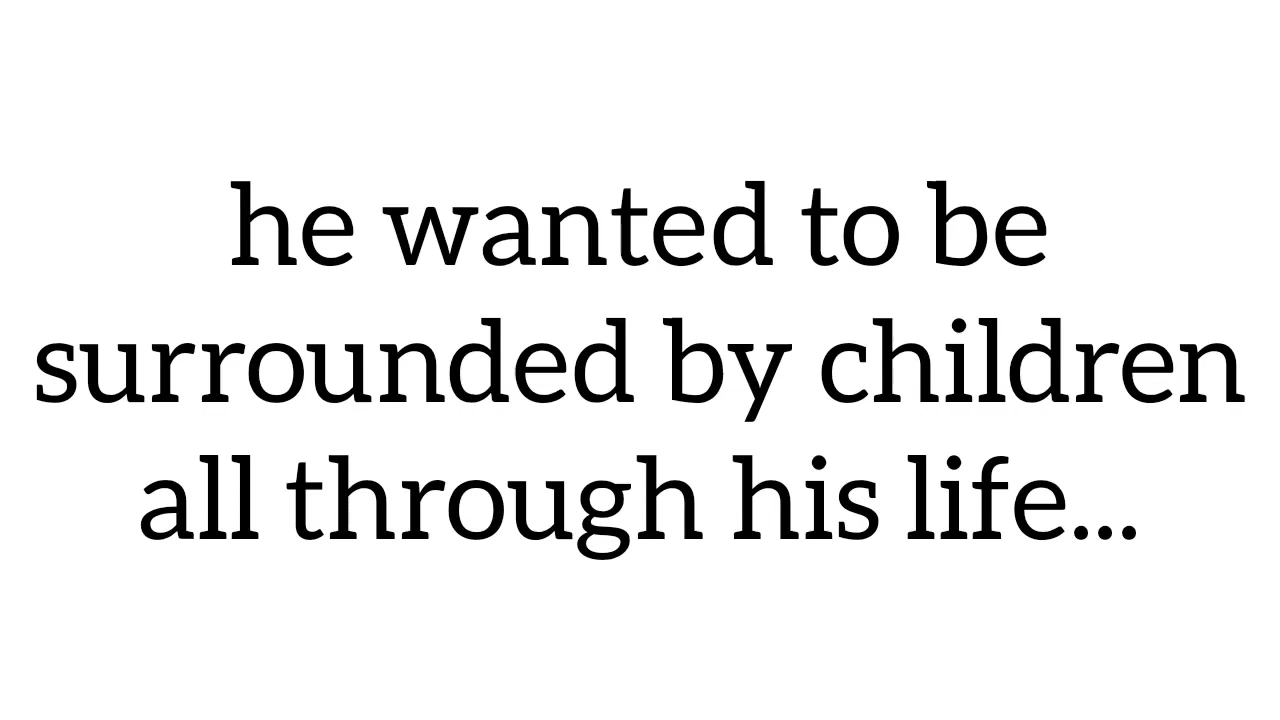 he wanted to be
surrounded by children
all through his life...